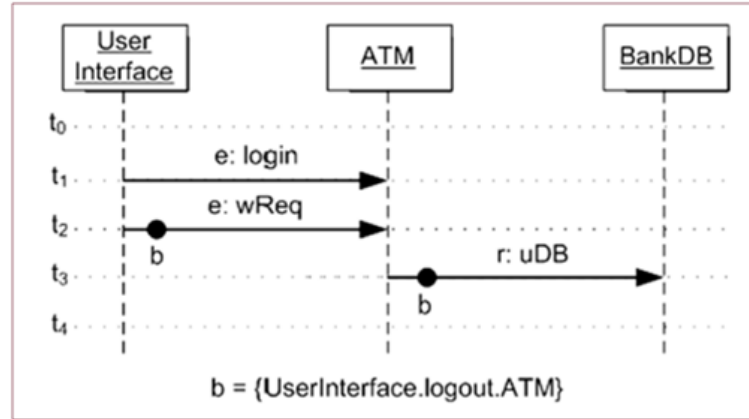 User
Interface
ATM
BankDB
t0
e: login
t1
e: wReq
t2
b
r: uDB
t3
b
t4
b = {UserInterface.logout.ATM}